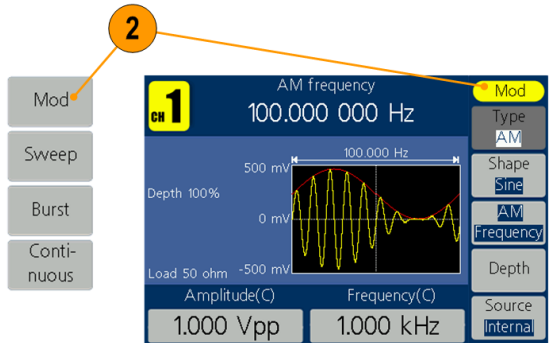 2
Mod
Sweep
Burst
Conti-
nuous
CH 1
AM frequency
100.000 000 Hz
100.000 Hz
500 mV
Depth 100%
0 mV
Load 50 ohm
-500 mV
Amplitude(C)
Frequency(C)
1.000 Vpp
1.000 kHz
Mod
Type
AM
Shape
Sine
AM
Frequency
Depth
Source
Internal